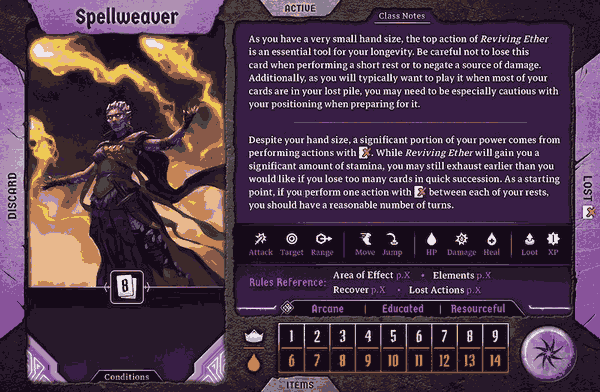 Spellweaver
ACTIVE
Class Notes
As you have a very small hand size, the top action of Reviving Ether
is an essential tool for your longevity. Be careful not to lose this
card when performing a short rest or to negate a source of damage.
Additionally, as you will typically want to play it when most of your
cards are in your lost pile, you may need to be especially cautious with
your positioning when preparing for it.
Despite your hand size, a significant portion of your power comes from
performing actions with . While Reviving Ether will gain you a
significant amount of stamina, you may still exhaust earlier than you
would like if you lose too many cards in quick succession. As a starting
point, if you perform one action with between each of your rests,
you should have a reasonable number of turns.
DISCARD
LOST
8
Attack Target Range Move Jump HP Damage Heal Loot XP
Rules Reference:
Area of Effect p.X • Elements p.X
Recover p.X • Lost Actions p.X
Arcane Educated Resourceful
1 2 3 4 5 6 7 8 9
6 7 8 9 10 11 12 13 14
Conditions
ITEMS